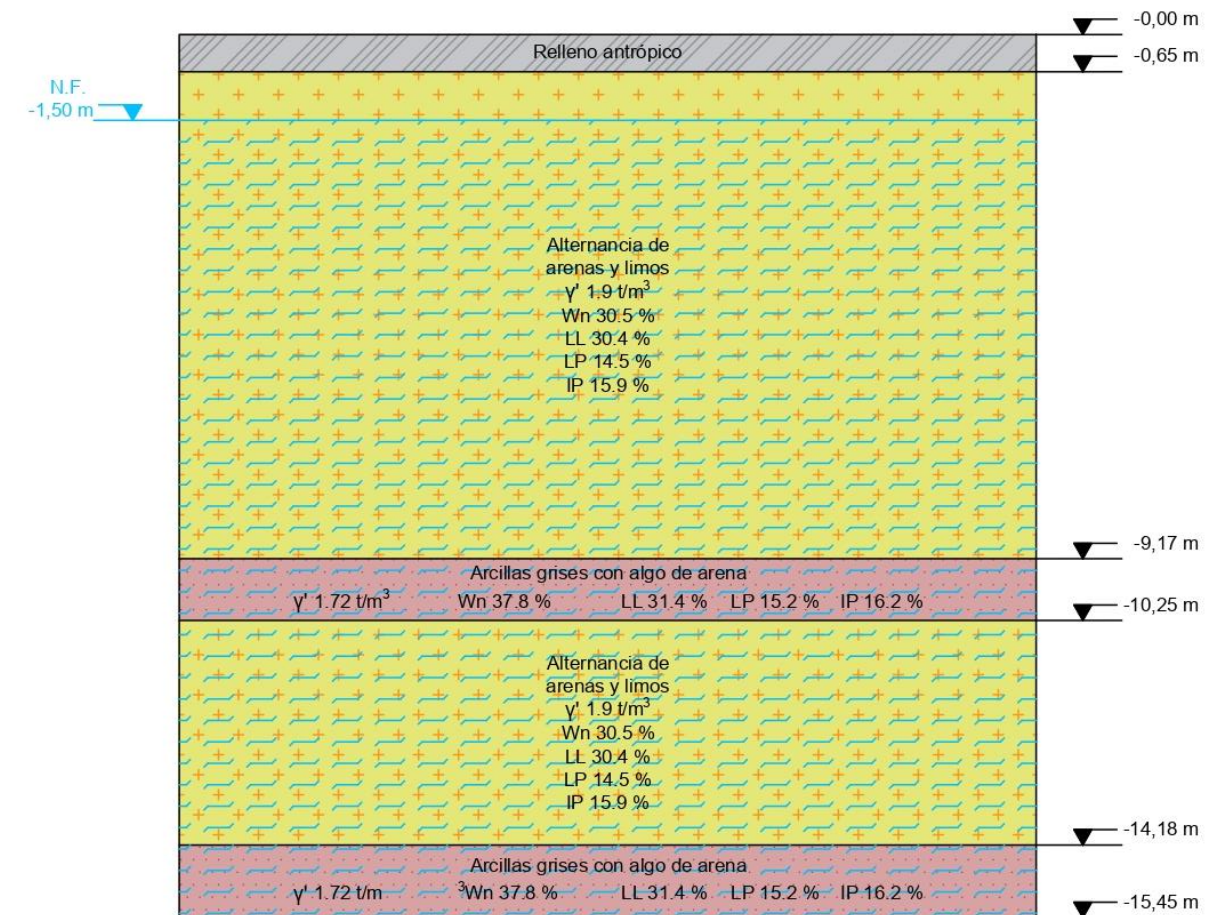 -0,00 m
Relleno antrópico
-0,65 m
N.F.
-1,50 m
Alternancia de
arenas y limos
γ' 1.9 t/m³
Wn 30.5 %
LL 30.4 %
LP 14.5 %
IP 15.9 %
-9,17 m
Arcillas grises con algo de arena
γ' 1.72 t/m³ Wn 37.8 % LL 31.4 % LP 15.2 % IP 16.2 %
-10,25 m
Alternancia de
arenas y limos
γ' 1.9 t/m³
Wn 30.5 %
LL 30.4 %
LP 14.5 %
IP 15.9 %
-14,18 m
Arcillas grises con algo de arena
γ' 1.72 t/m ³Wn 37.8 % LL 31.4 % LP 15.2 % IP 16.2 %
-15,45 m